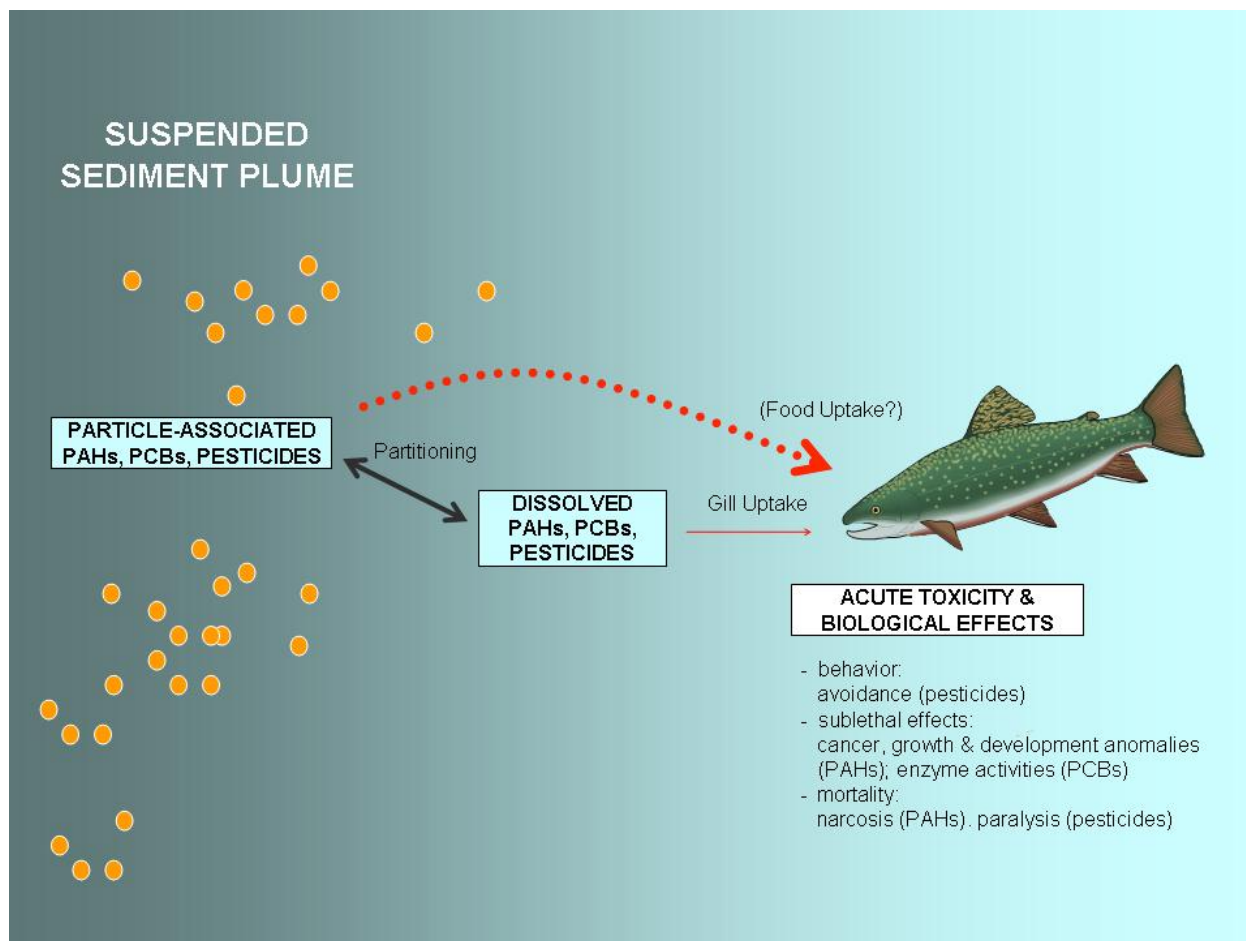 SUSPENDED
SEDIMENT PLUME
(Food Uptake?)
PARTICLE-ASSOCIATED
PAHs, PCBs, PESTICIDES
Partitioning
DISSOLVED
PAHs, PCBs,
PESTICIDES
Gill Uptake
ACUTE TOXICITY &
BIOLOGICAL EFFECTS
- behavior:
avoidance (pesticides)
- sublethal effects:
cancer, growth & development anomalies
(PAHs); enzyme activities (PCBs)
- mortality:
narcosis (PAHs). paralysis (pesticides)